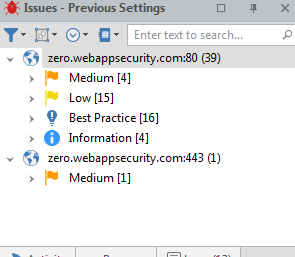 Issues - Previous Settings
Enter text to search...
zero.webappsecurity.com:80 (39)
Medium [4]
Low [15]
Best Practice [16]
Information [4]
zero.webappsecurity.com:443 (1)
Medium [1]